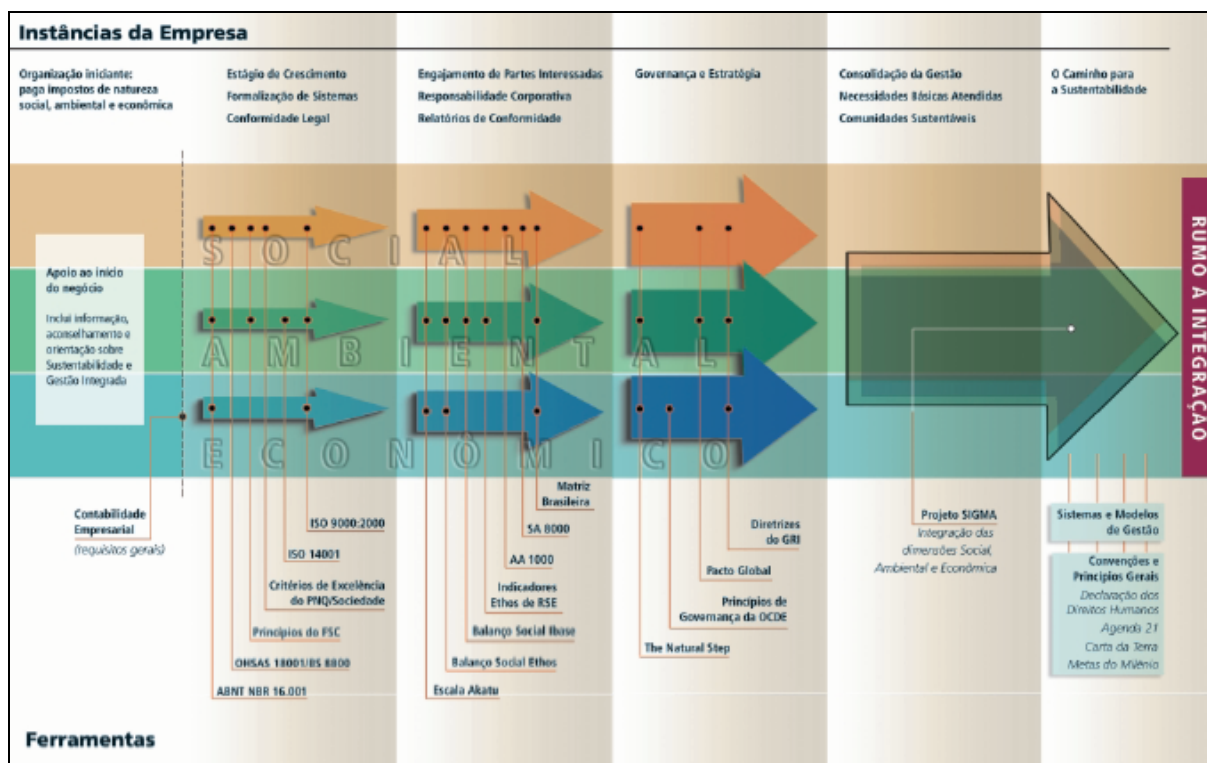 Instâncias da Empresa
Organização iniciante:
paga impostos de natureza
social, ambiental e econômica
Estágio de Crescimento
Formalização de Sistemas
Conformidade Legal
Engajamento de Partes Interessadas
Responsabilidade Corporativa
Relatórios de Conformidade
Governança e Estratégia
Consolidação da Gestão
Necessidades Básicas Atendidas
Comunidades Sustentáveis
O Caminho para
a Sustentabilidade
SOCIAL
AMBIENTAL
ECONÔMICO
Apoio ao início
do negócio
Inclui informação,
aconselhamento e
orientação sobre
Sustentabilidade e
Gestão Integrada
RUMO A INTEGRAÇÃO
Contabilidade
Empresarial
(requisitos gerais)
ISO 9000:2000
ISO 14001
Critérios de Excelência
do PNQ/Sociedade
Princípios do FSC
OHSAS 18001/BS 8800
ABNT NBR 16.001
Matriz
Brasileira
SA 8000
AA 1000
Indicadores
Ethos de RSE
Balanço Social Ibase
Balanço Social Ethos
Escala Akatu
Diretrizes
do GRI
Pacto Global
Princípios de
Governança da OCDE
The Natural Step
Projeto SIGMA
Integração das
dimensões Social,
Ambiental e Econômica
Sistemas e Modelos
de Gestão
Convenções e
Princípios Gerais
Declaração dos
Direitos Humanos
Agenda 21
Carta da Terra
Metas do Milênio
Ferramentas